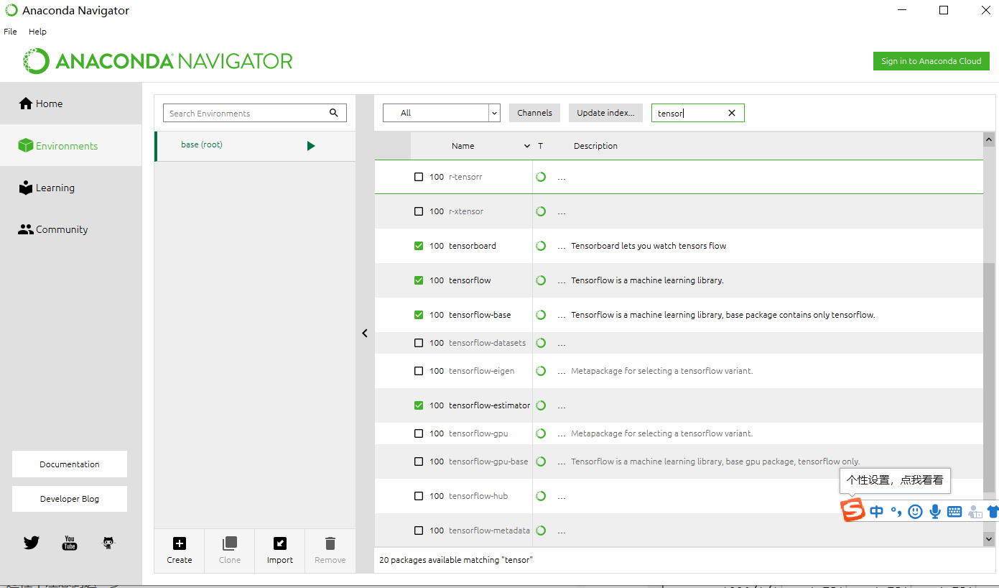 Anaconda Navigator
File Help
ANACONDA NAVIGATOR
Sign in to Anaconda Cloud
Home
Environments
Learning
Community
Documentation
Developer Blog
You Tube
Search Environments
base (root)
Create Clone Import Remove
All Channels Update index... tensor
Name T Description
100 r-tensorr ...
100 r-xtensor ...
100 tensorboard ... Tensorboard lets you watch tensors flow
100 tensorflow ... Tensorflow is a machine learning library.
100 tensorflow-base ... Tensorflow is a machine learning library, base package contains only tensorflow.
100 tensorflow-datasets ...
100 tensorflow-eigen ... Metapackage for selecting a tensorflow variant.
100 tensorflow-estimator ...
100 tensorflow-gpu ... Metapackage for selecting a tensorflow variant.
100 tensorflow-gpu-base ... Tensorflow is a machine learning library, base gpu package, tensorflow only.
100 tensorflow-hub ...
100 tensorflow-metadata ...
20 packages available matching "tensor"
个性设置，点我看看
S 中